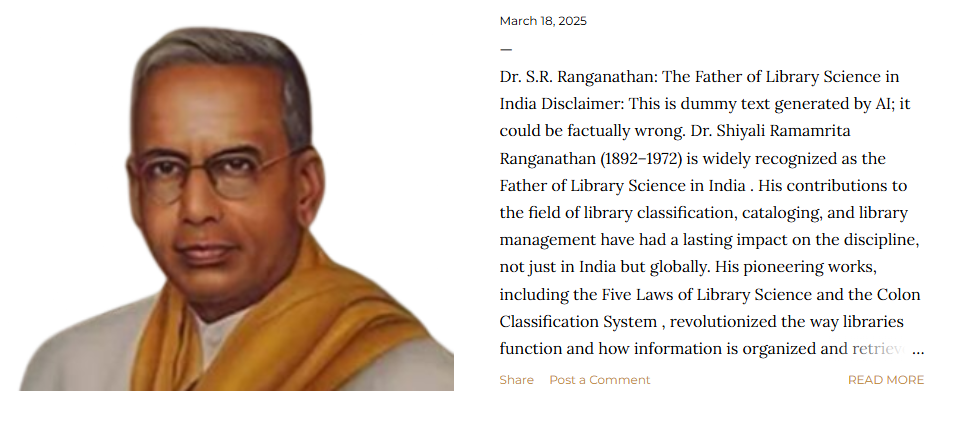 March 18, 2025
—
Dr. S.R. Ranganathan: The Father of Library Science in
India Disclaimer: This is dummy text generated by AI; it
could be factually wrong. Dr. Shiyali Ramamrita
Ranganathan (1892–1972) is widely recognized as the
Father of Library Science in India . His contributions to
the field of library classification, cataloging, and library
management have had a lasting impact on the discipline,
not just in India but globally. His pioneering works,
including the Five Laws of Library Science and the Colon
Classification System , revolutionized the way libraries
function and how information is organized and retriev ...
Share Post a Comment READ MORE